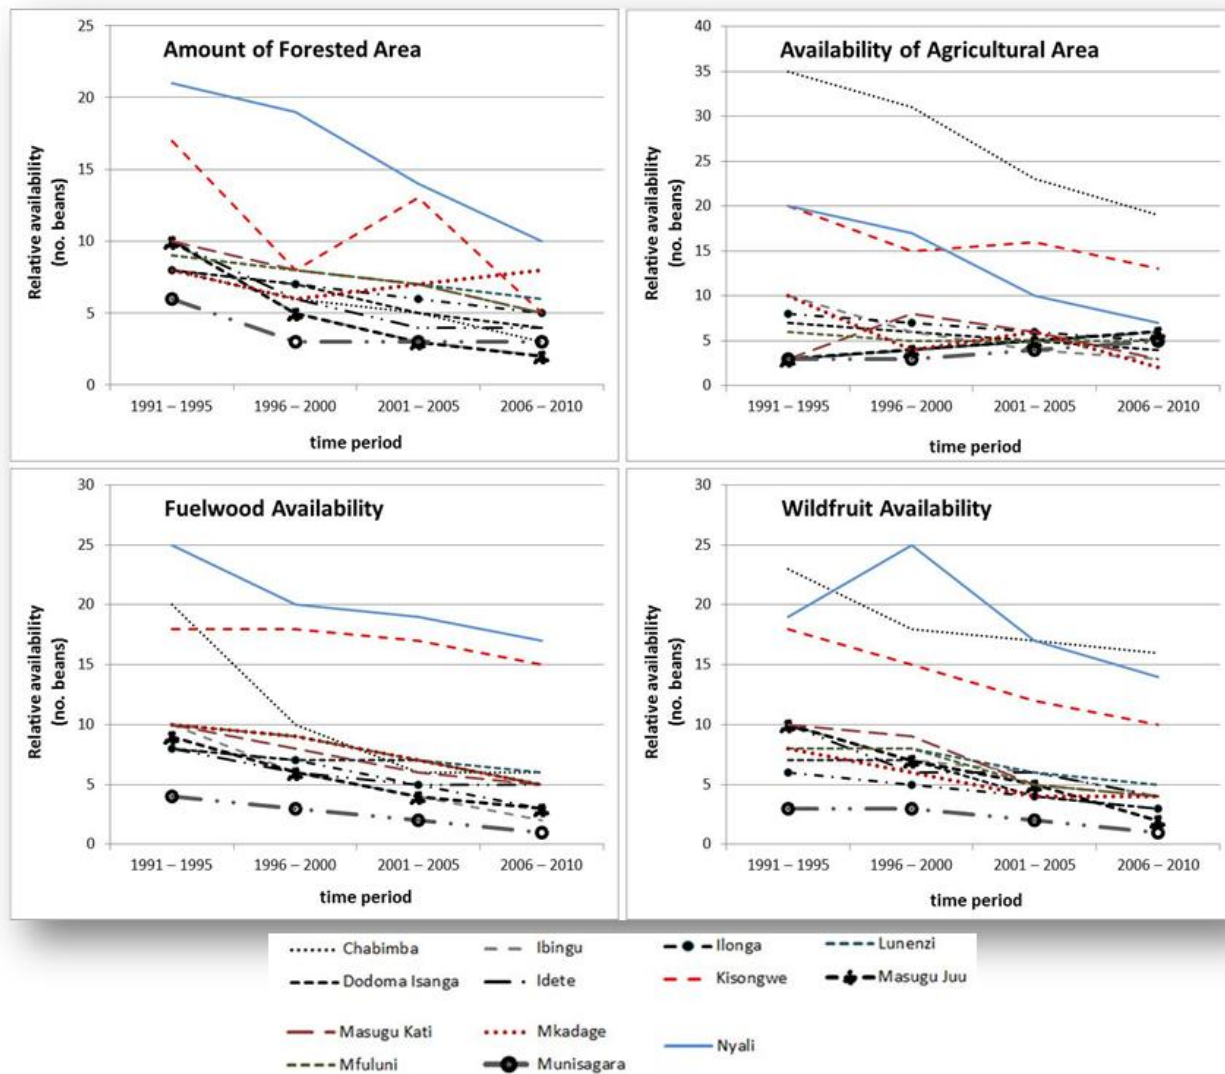 Amount of Forested Area
Relative availability
(no. beans)
25
20
15
10
5
0
1991 – 1995
1996 – 2000
2001 – 2005
2006 – 2010
time period
Availability of Agricultural Area
Relative availability
(no. beans)
40
35
30
25
20
15
10
5
0
1991 – 1995
1996 – 2000
2001 – 2005
2006 – 2010
time period
Fuelwood Availability
Relative availability
(no. beans)
30
25
20
15
10
5
0
1991 – 1995
1996 – 2000
2001 – 2005
2006 – 2010
time period
Wildfruit Availability
Relative availability
(no. beans)
30
25
20
15
10
5
0
1991 – 1995
1996 – 2000
2001 – 2005
2006 – 2010
time period
Chabimba
Ibingu
Ilonga
Lunenzi
Dodoma Isanga
Idete
Kisongwe
Masugu Juu
Masugu Kati
Mkadage
Nyali
Mfuluni
Munisagara